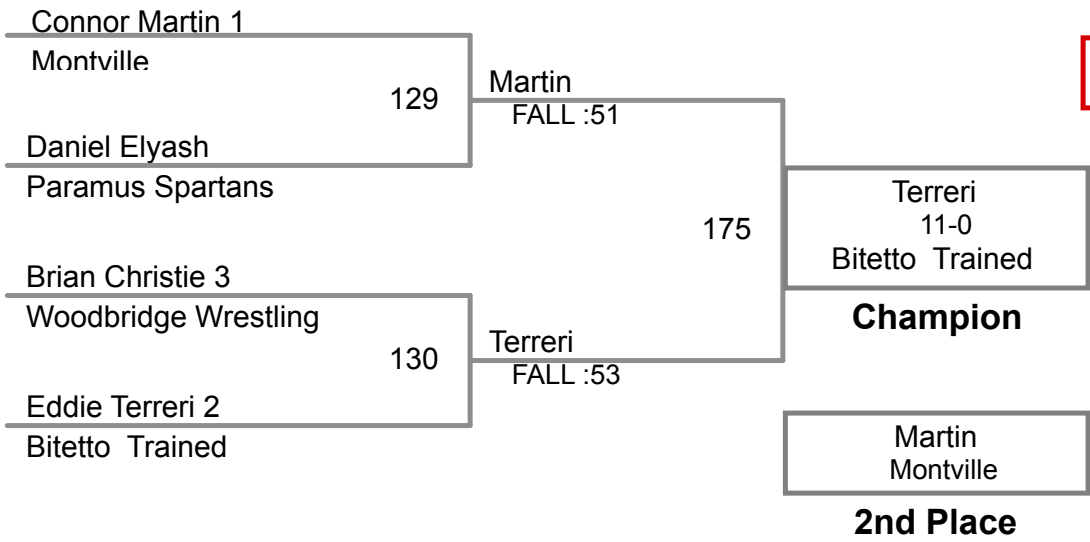 Connor Martin 1
Montville
129
Martin
FALL :51
Daniel Elyash
Paramus Spartans
175
Terreri
11-0
Bitetto Trained
Champion
Brian Christie 3
Woodbridge Wrestling
130
Terreri
FALL :53
Eddie Terreri 2
Bitetto Trained
Martin
Montville
2nd Place